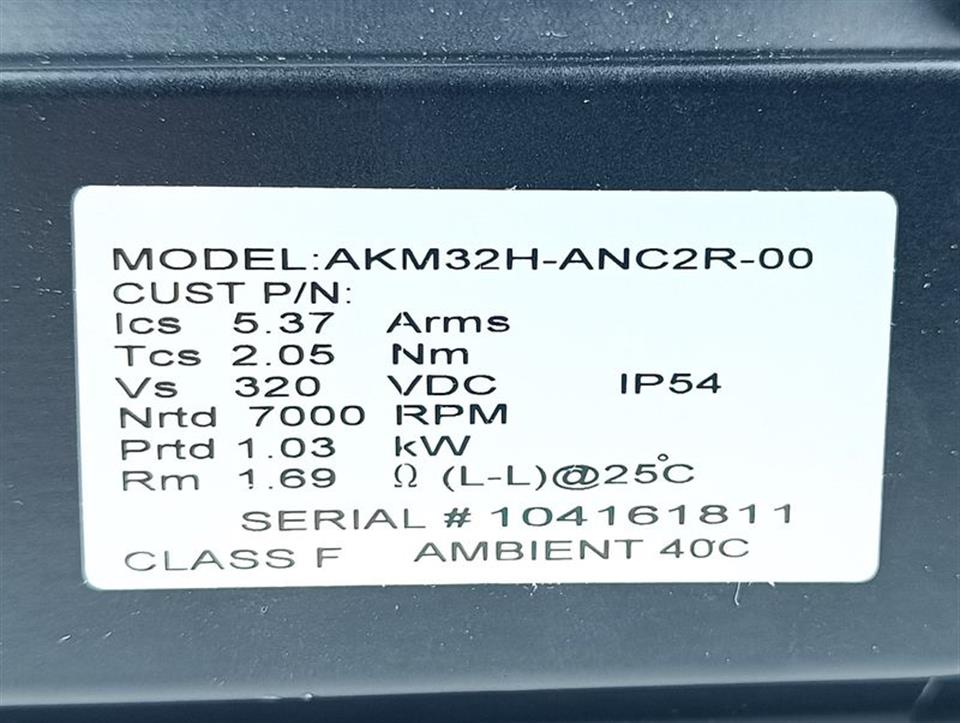 MODEL:AKM32H-ANC2R-00
CUST P/N:
Ics 5.37 Arms
Tcs 2.05 Nm
Vs 320 VDC IP54
Nrtd 7000 RPM
Prtd 1.03 kW
Rm 1.69 Ω (L-L)@25°C
SERIAL # 104161811
CLASS F AMBIENT 40°C